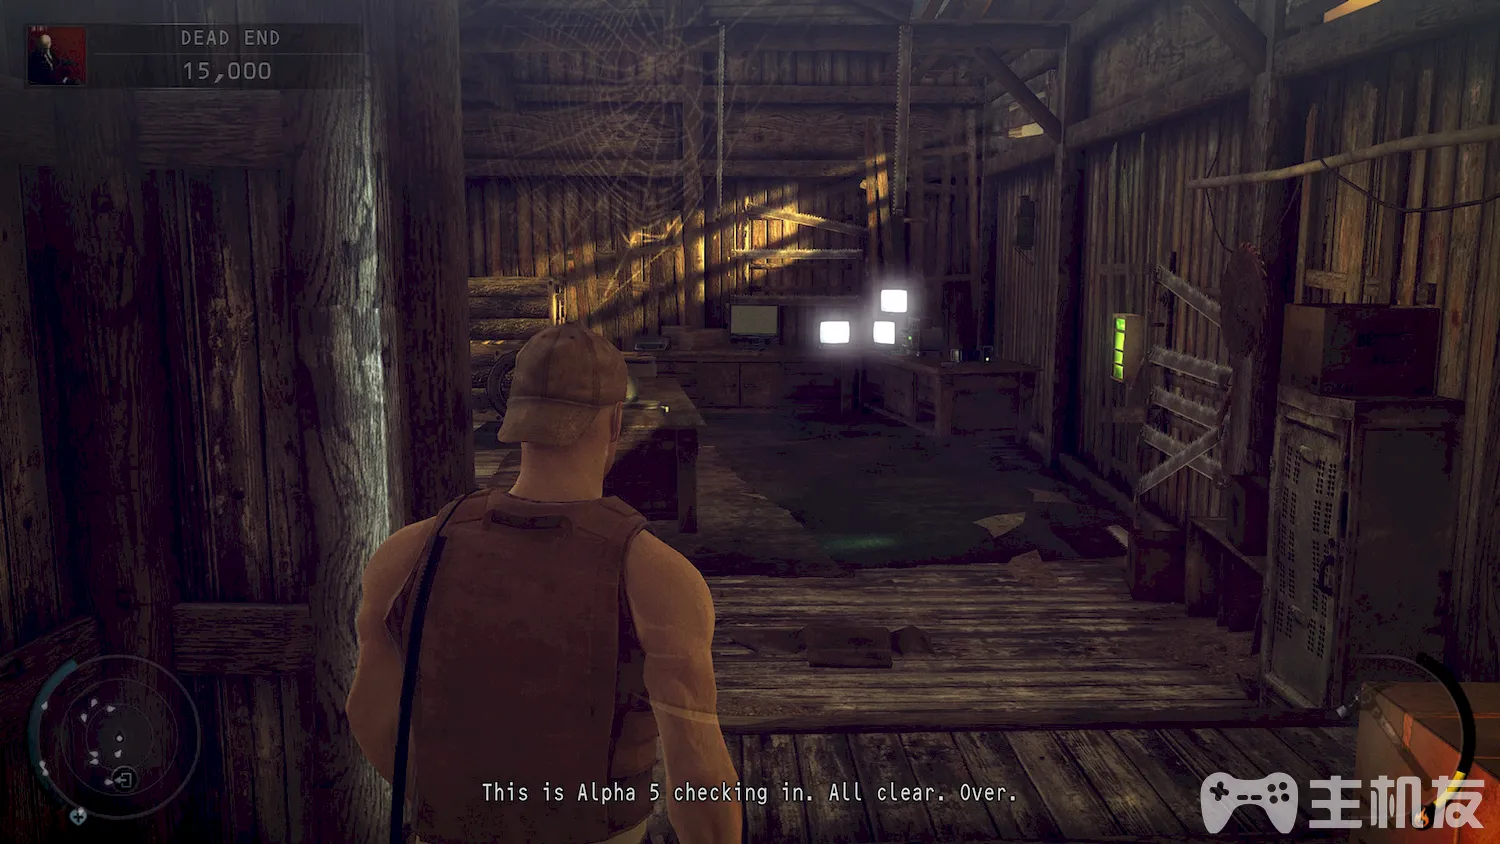 DEAD END
15,000
This is Alpha 5 checking in. All clear. Over.
主机友